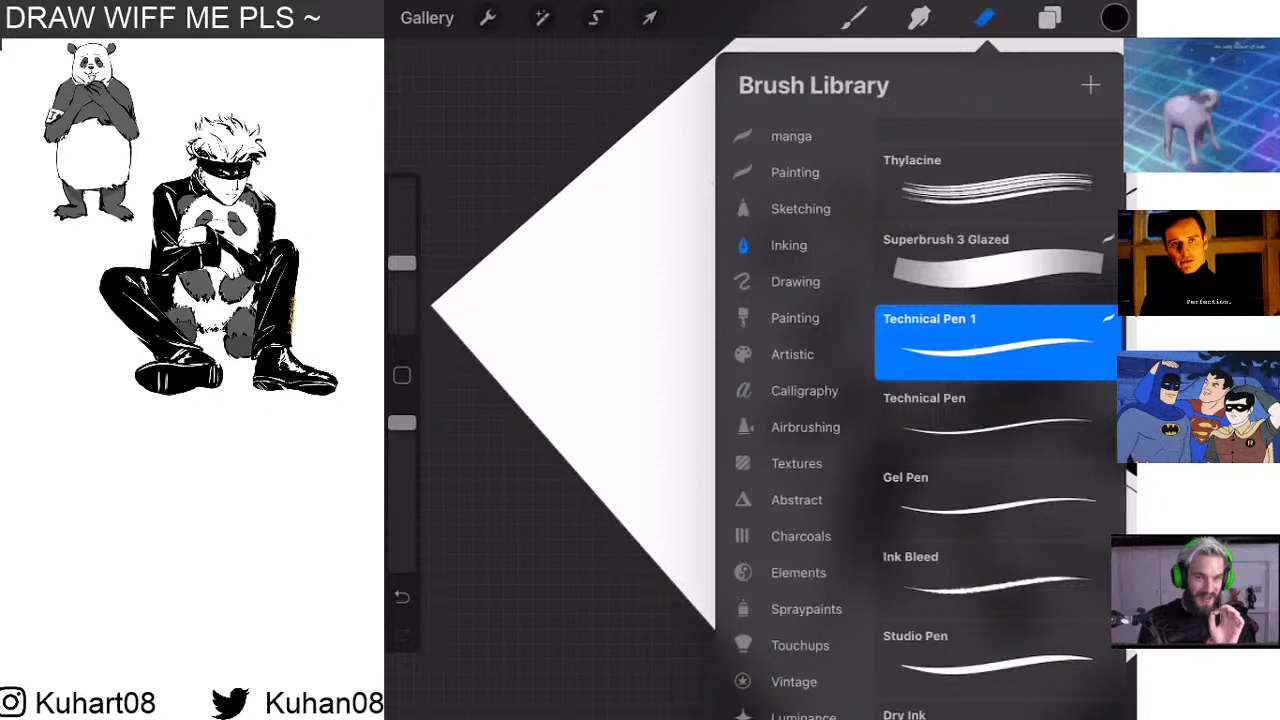 DRAW WIFF ME PLS ~
Gallery
Brush Library
manga
Painting
Sketching
Inking
Drawing
Painting
Artistic
Calligraphy
Airbrushing
Textures
Abstract
Charcoals
Elements
Spraypaints
Touchups
Vintage
Luminance
Thylacine
Superbrush 3 Glazed
Technical Pen 1
Technical Pen
Gel Pen
Ink Bleed
Studio Pen
Dry Ink
Perfection.
R
Kuhart08
Kuhan08